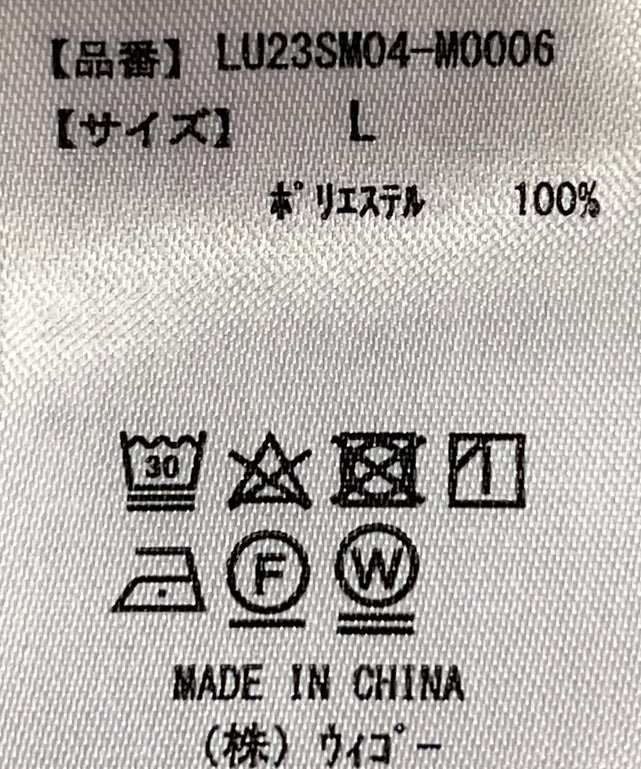 【品番】 LU23SM04-M0006
【サイズ】 L
ﾎﾟﾘｴｽﾃﾙ 100%
30
F W
MADE IN CHINA
(株) ｳｨｺﾞｰ